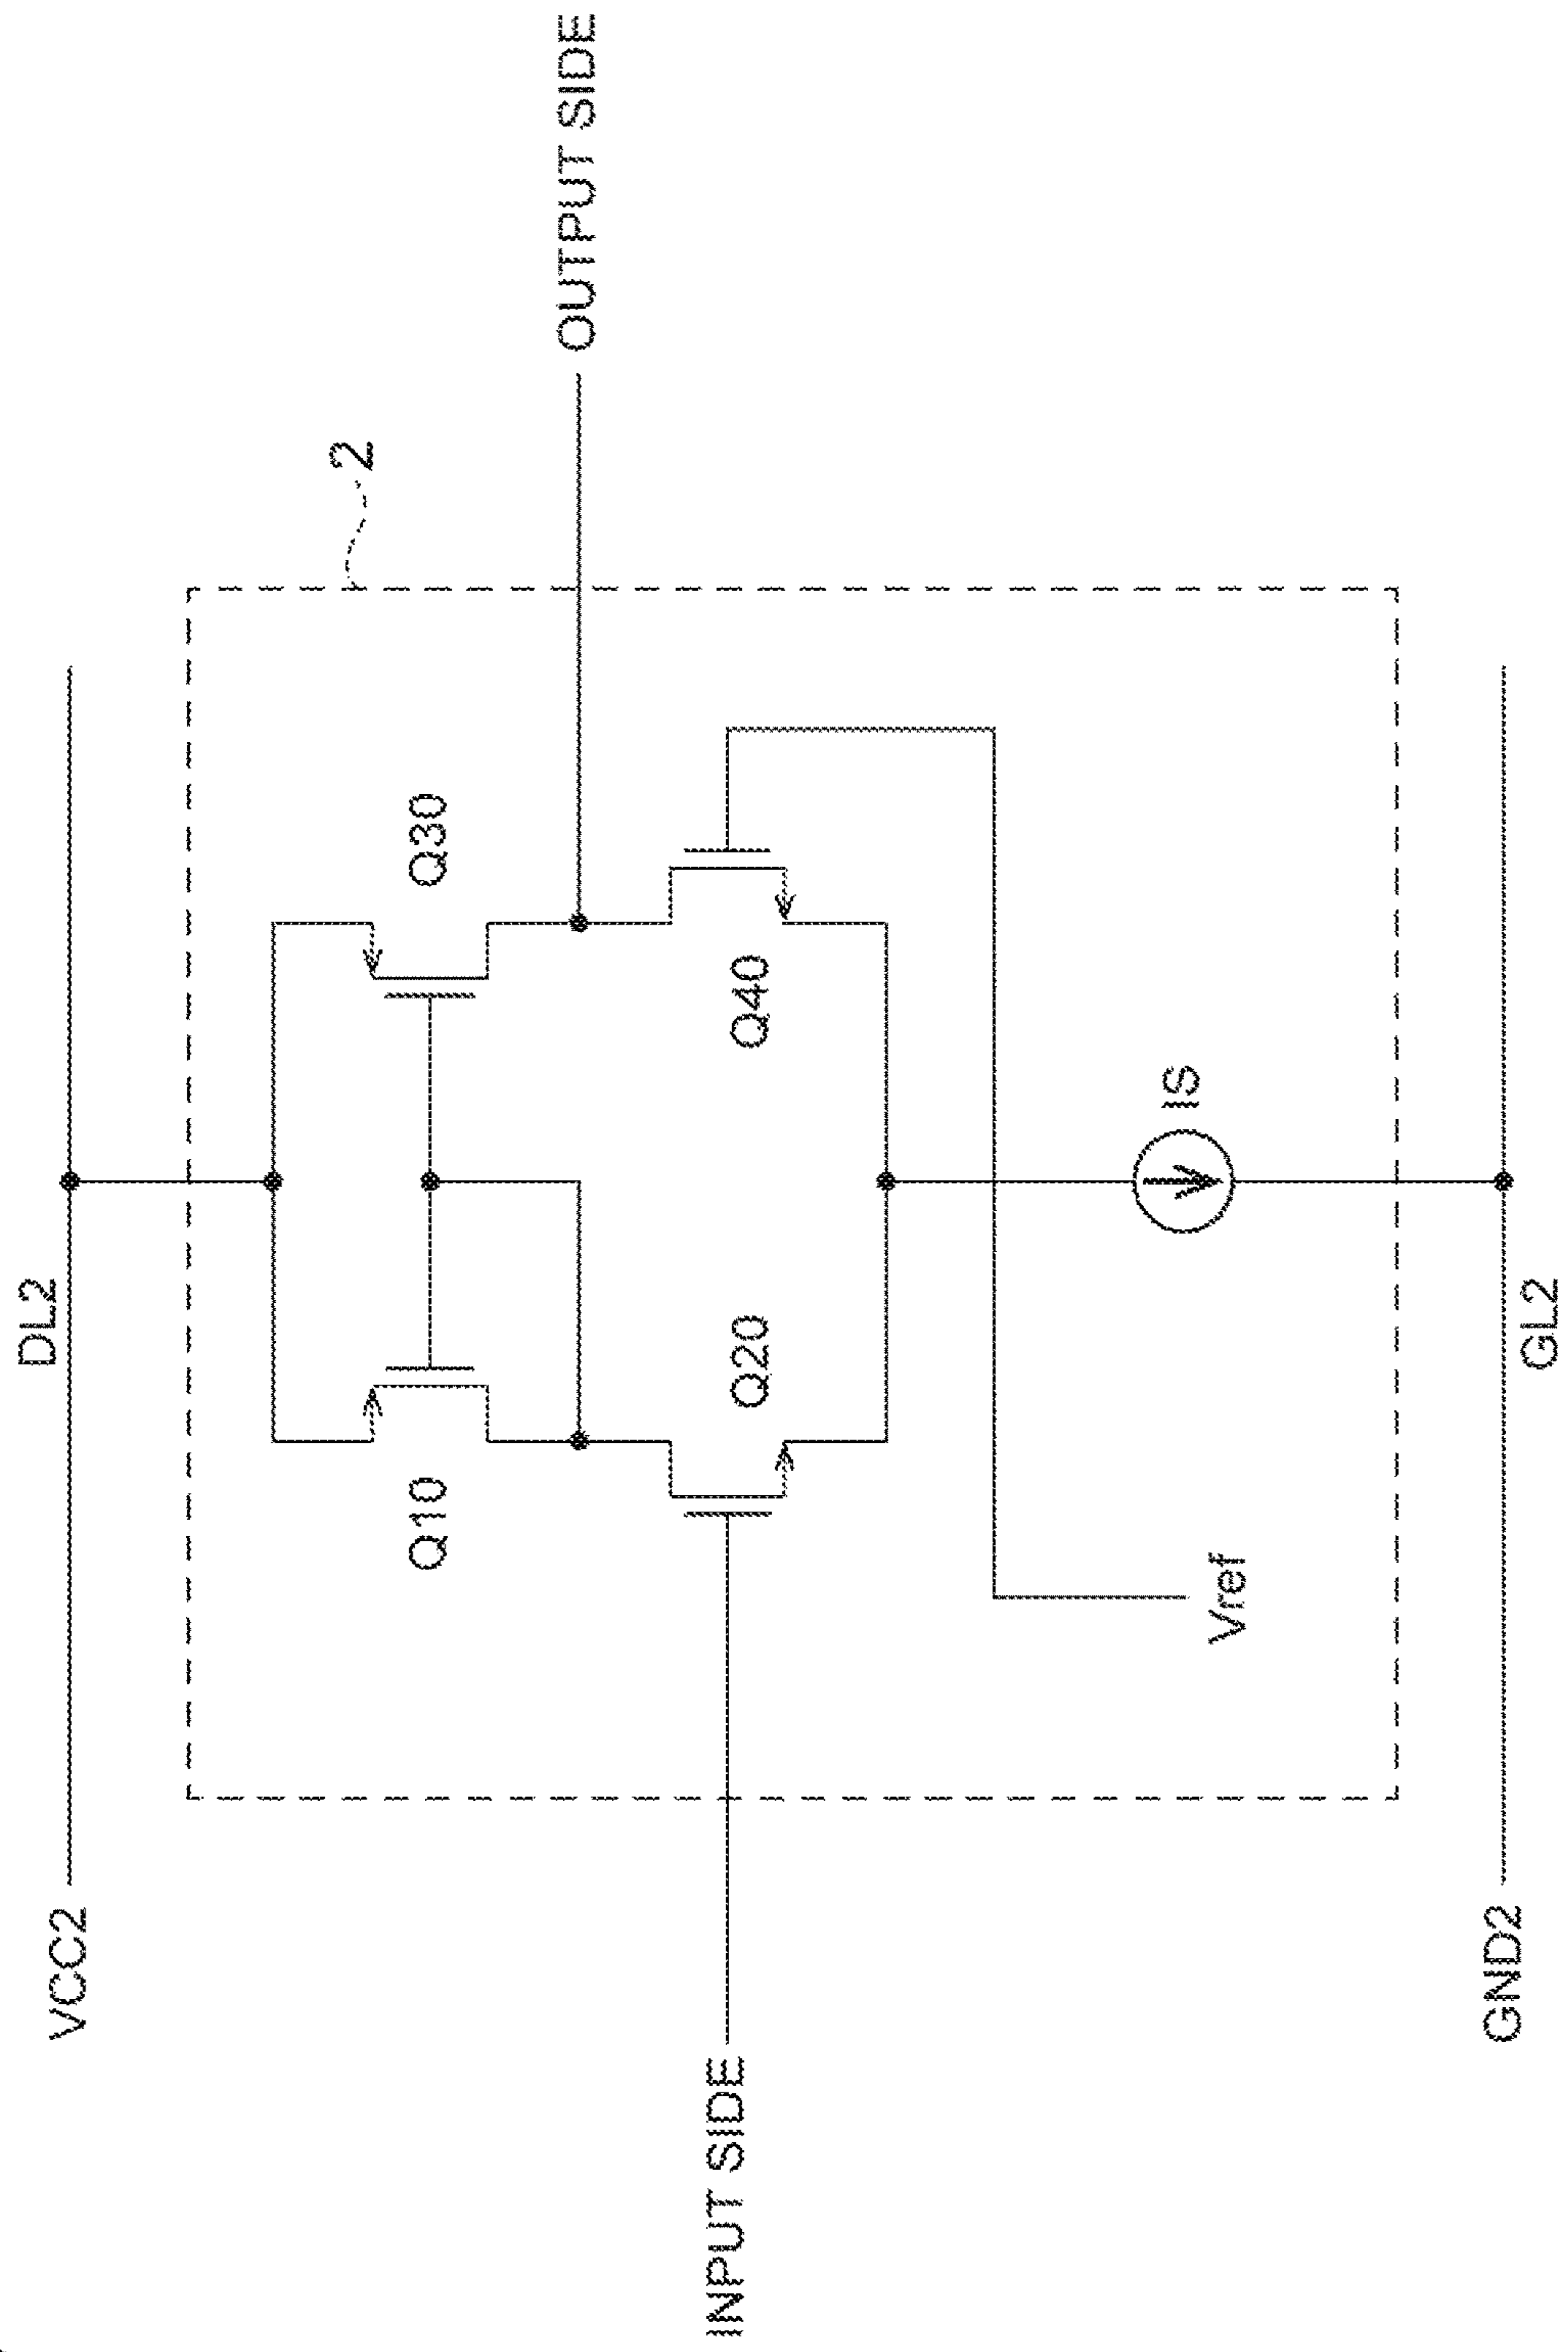 VCC2
DL2
2
Q10
Q30
OUTPUT SIDE
INPUT SIDE
Q20
Q40
Vref
IS
GND2
GL2